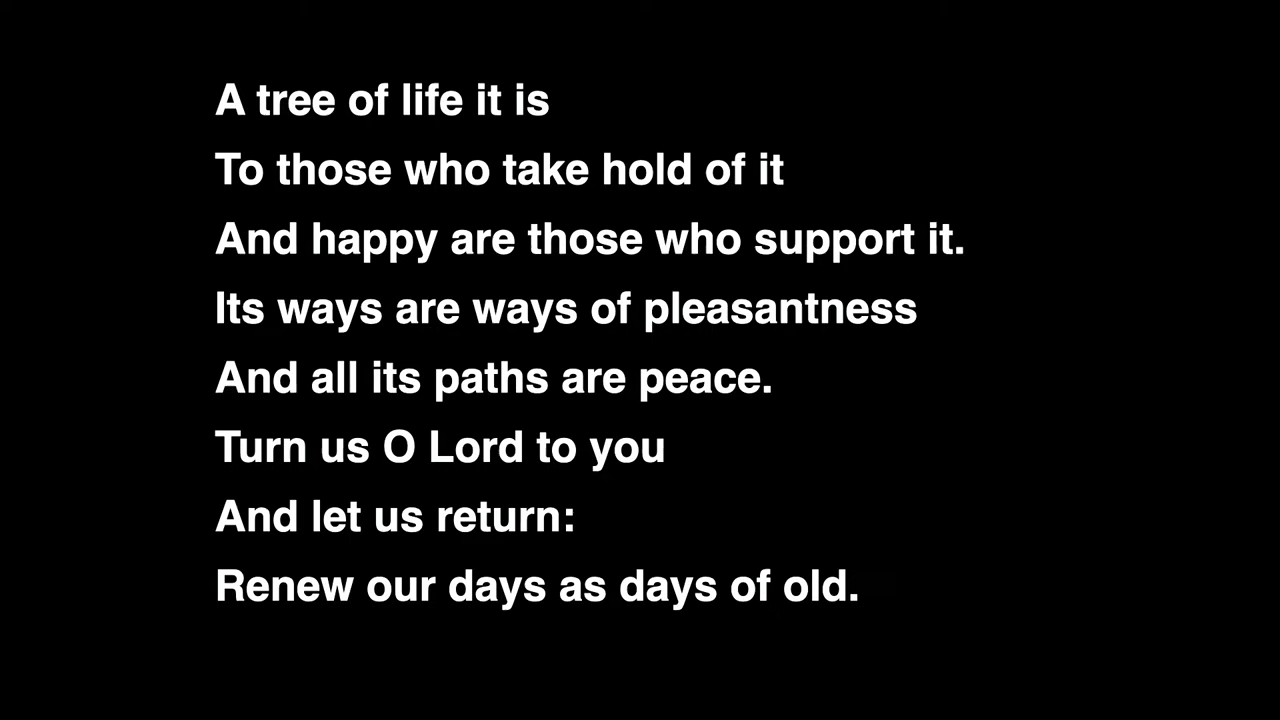 A tree of life it is
To those who take hold of it
And happy are those who support it.
Its ways are ways of pleasantness
And all its paths are peace.
Turn us O Lord to you
And let us return:
Renew our days as days of old.